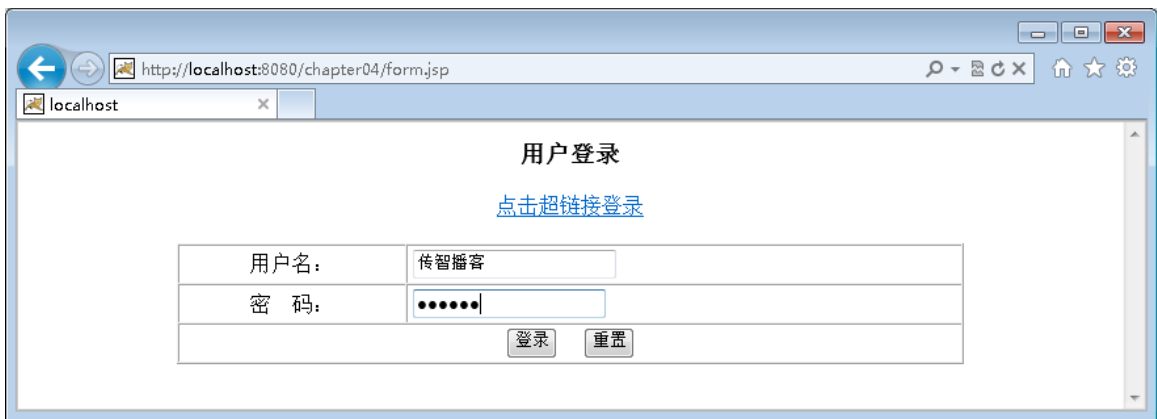 http://localhost:8080/chapter04/form.jsp
localhost
用户登录
点击超链接登录
用户名： 传智播客
密 码： ••••••
登录 重置